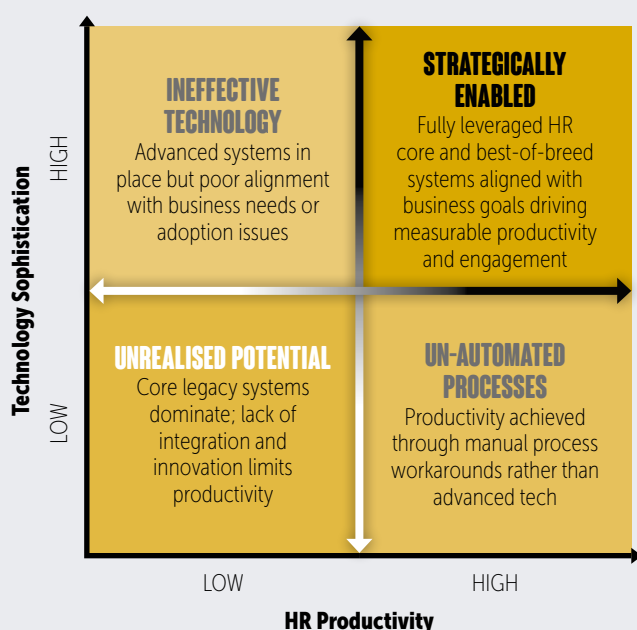 Technology Sophistication
HIGH
LOW
INEFFECTIVE
TECHNOLOGY
Advanced systems in
place but poor alignment
with business needs or
adoption issues
STRATEGICALLY
ENABLED
Fully leveraged HR
core and best-of-breed
systems aligned with
business goals driving
measurable productivity
and engagement
UNREALISED POTENTIAL
Core legacy systems
dominate; lack of
integration and
innovation limits
productivity
UN-AUTOMATED
PROCESSES
Productivity achieved
through manual process
workarounds rather than
advanced tech
LOW
HIGH
HR Productivity